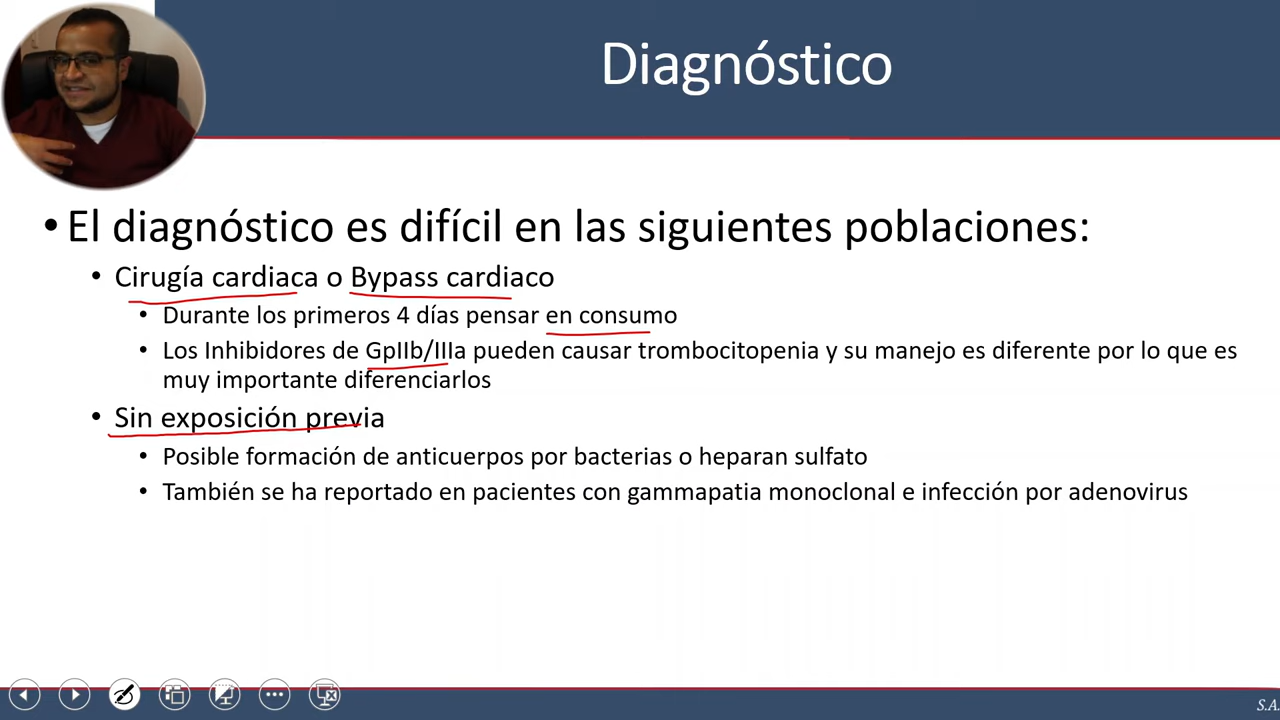 Diagnóstico
• El diagnóstico es difícil en las siguientes poblaciones:
• Cirugía cardiaca o Bypass cardiaco
• Durante los primeros 4 días pensar en consumo
• Los Inhibidores de GpIIb/IIIa pueden causar trombocitopenia y su manejo es diferente por lo que es
muy importante diferenciarlos
• Sin exposición previa
• Posible formación de anticuerpos por bacterias o heparan sulfato
• También se ha reportado en pacientes con gammapatia monoclonal e infección por adenovirus
S.A.